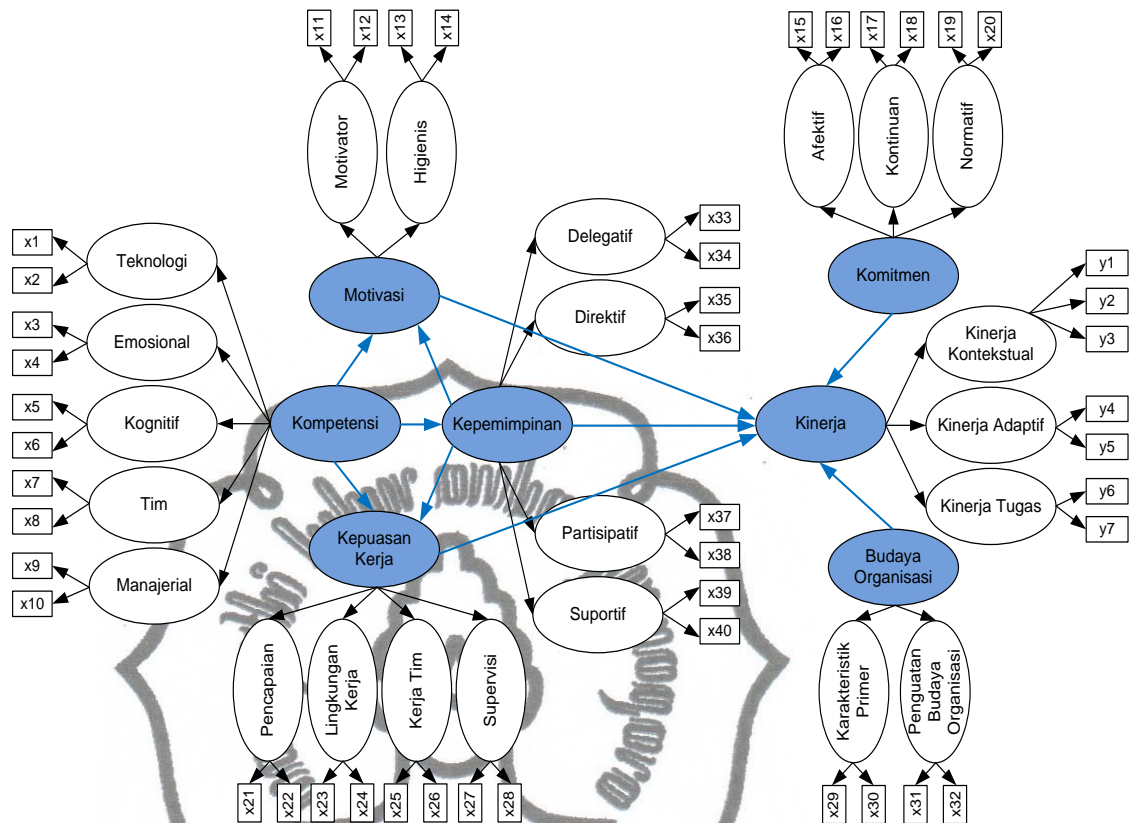 x11
x12
x13
x14
x15
x16
x17
x18
x19
x20
Motivator
Higienis
Afektif
Kontinuan
Normatif
x1
x2
Teknologi
x3
x4
Emosional
x5
x6
Kognitif
x7
x8
Tim
x9
x10
Manajerial
Motivasi
Kompetensi
Kepemimpinan
Kepuasan
Kerja
Delegatif
x33
x34
Direktif
x35
x36
Partisipatif
x37
x38
Suportif
x39
x40
Komitmen
Kinerja
Budaya
Organisasi
Kinerja
Kontekstual
y1
y2
y3
Kinerja Adaptif
y4
y5
Kinerja Tugas
y6
y7
Pencapaian
Lingkungan
Kerja
Kerja Tim
Supervisi
x21
x22
x23
x24
x25
x26
x27
x28
Karakteristik
Primer
Penguatan
Budaya
Organisasi
x29
x30
x31
x32